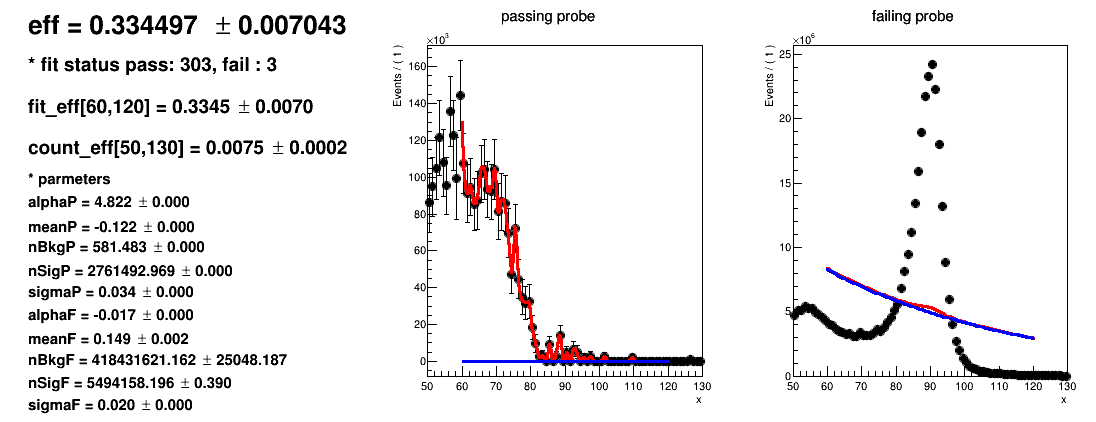 eff = 0.334497 ± 0.007043
* fit status pass: 303, fail : 3
fit_eff[60,120] = 0.3345 ± 0.0070
count_eff[50,130] = 0.0075 ± 0.0002
* parmeters
alphaP = 4.822 ± 0.000
meanP = -0.122 ± 0.000
nBkgP = 581.483 ± 0.000
nSigP = 2761492.969 ± 0.000
sigmaP = 0.034 ± 0.000
alphaF = -0.017 ± 0.000
meanF = 0.149 ± 0.002
nBkgF = 418431621.162 ± 25048.187
nSigF = 5494158.196 ± 0.390
sigmaF = 0.020 ± 0.000
passing probe
×10³
Events / ( 1 )
160
140
120
100
80
60
40
20
0
50 60 70 80 90 100 110 120 130
x
failing probe
×10⁶
Events / ( 1 )
25
20
15
10
5
0
50 60 70 80 90 100 110 120 130
x